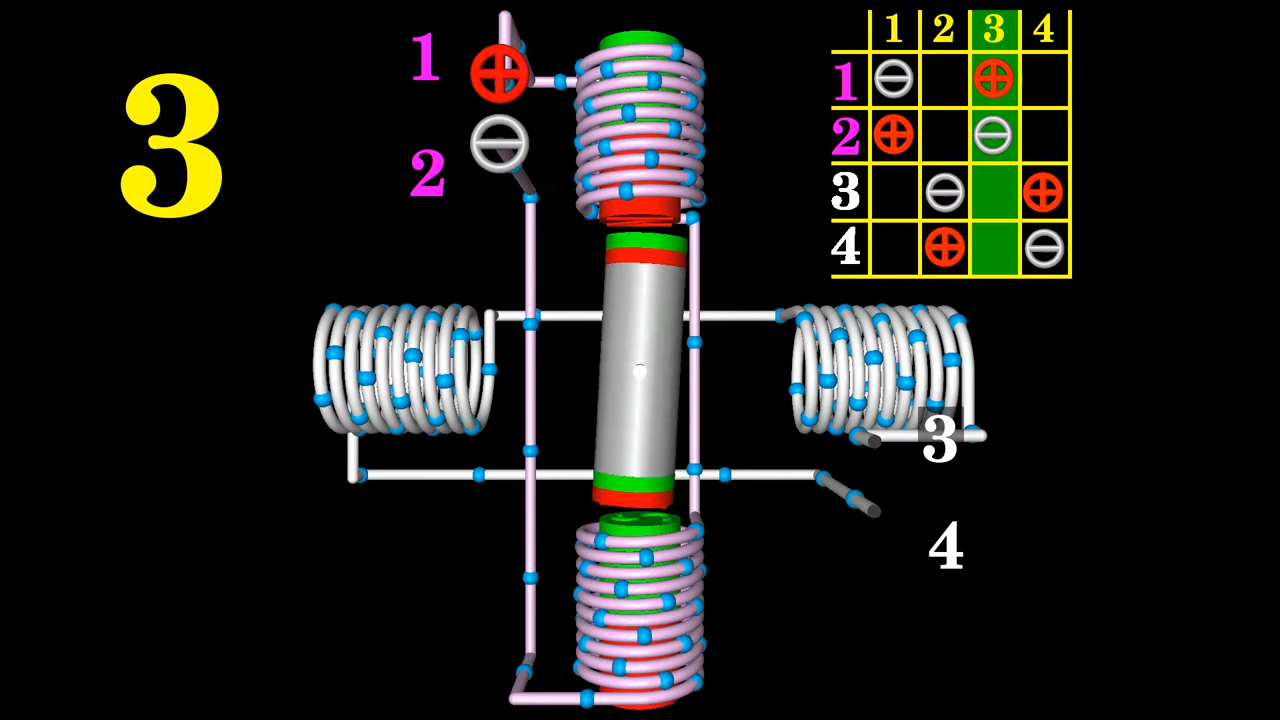 3
1
2
1 2 3 4
1 ⊖ ⊕
2 ⊕ ⊖
3 ⊖ ⊕
4 ⊕ ⊖
3
4